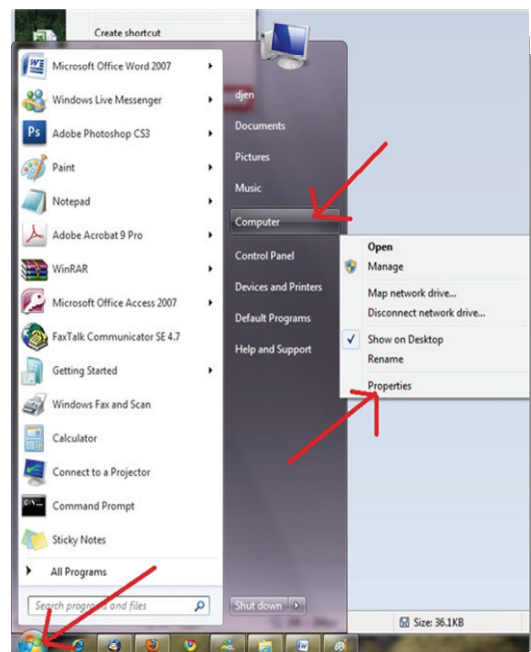 Create shortcut
Microsoft Office Word 2007
Windows Live Messenger
Ps Adobe Photoshop CS3
Paint
Notepad
Adobe Acrobat 9 Pro
WinRAR
Microsoft Office Access 2007
FaxTalk Communicator SE 4.7
Getting Started
Windows Fax and Scan
Calculator
Connect to a Projector
Command Prompt
Sticky Notes
All Programs
Search programs and files
djen
Documents
Pictures
Music
Computer
Control Panel
Devices and Printers
Default Programs
Help and Support
Shut down
Open
Manage
Map network drive...
Disconnect network drive...
Show on Desktop
Rename
Properties
Size: 36.1KB